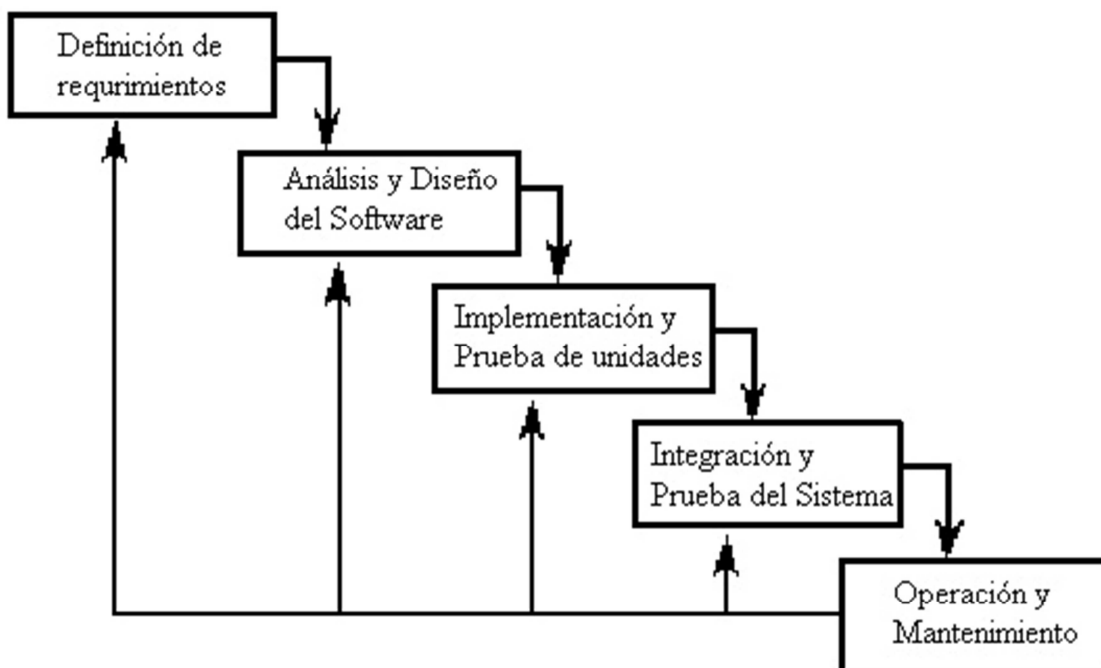 Definición de
requrimientos
Análisis y Diseño
del Software
Implementación y
Prueba de unidades
Integración y
Prueba del Sistema
Operación y
Mantenimiento